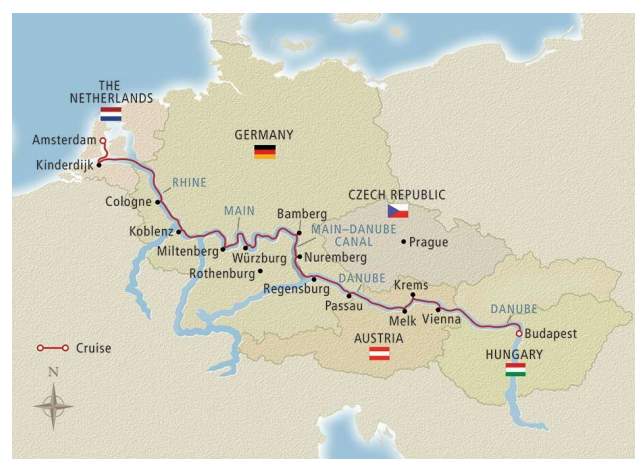 THE
NETHERLANDS
Amsterdam
Kinderdijk
GERMANY
RHINE
Cologne
CZECH REPUBLIC
MAIN
Bamberg
Koblenz
MAIN–DANUBE
CANAL
Prague
Miltenberg
Würzburg
Nuremberg
Rothenburg
Regensburg
DANUBE
Krems
Passau
Melk
Vienna
DANUBE
Budapest
AUSTRIA
HUNGARY
Cruise
N